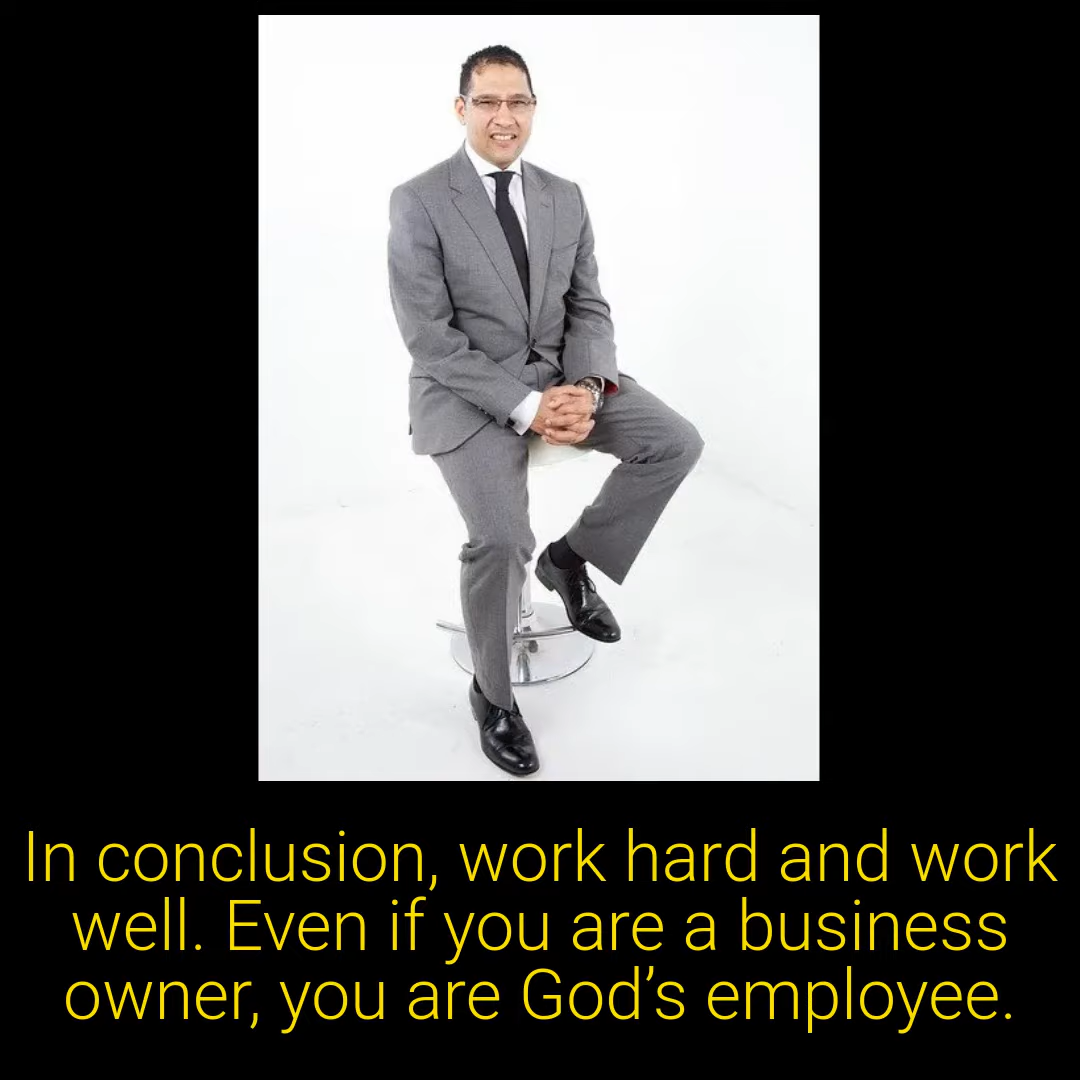 In conclusion, work hard and work
well. Even if you are a business
owner, you are God’s employee.